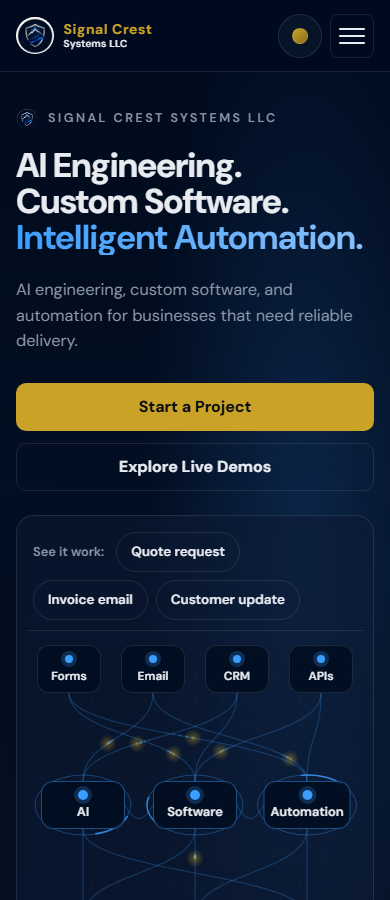 Signal Crest
Systems LLC
SIGNAL CREST SYSTEMS LLC
AI Engineering.
Custom Software.
Intelligent Automation.
AI engineering, custom software, and
automation for businesses that need reliable
delivery.
Start a Project
Explore Live Demos
See it work: Quote request
Invoice email Customer update
Forms Email CRM APIs
AI Software Automation